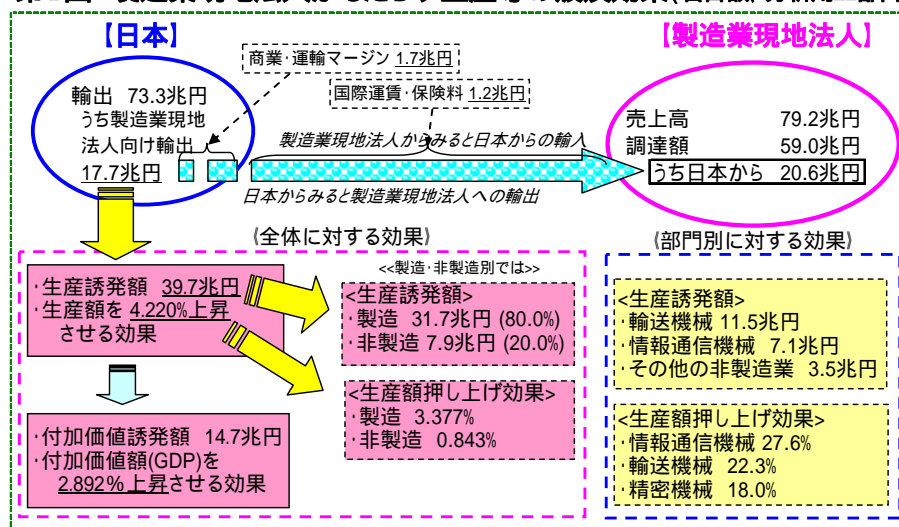 【日本】
【製造業現地法人】
商業・運輸マージン 1.7兆円
国際運賃・保険料 1.2兆円
輸出 73.3兆円
うち製造業現地
法人向け輸出
17.7兆円
製造業現地法人からみると日本からの輸入
日本からみると製造業現地法人への輸出
売上高 79.2兆円
調達額 59.0兆円
うち日本から 20.6兆円
《全体に対する効果》
・生産誘発額 39.7兆円
・生産額を 4.220%上昇
させる効果
・付加価値誘発額 14.7兆円
・付加価値額(GDP)を
2.892%上昇させる効果
<<製造・非製造別では>>
<生産誘発額>
・製造 31.7兆円 (80.0%)
・非製造 7.9兆円 (20.0%)
<生産額押し上げ効果>
・製造 3.377%
・非製造 0.843%
《部門別に対する効果》
<生産誘発額>
・輸送機械 11.5兆円
・情報通信機械 7.1兆円
・その他の非製造業 3.5兆円
<生産額押し上げ効果>
・情報通信機械 27.6%
・輸送機械 22.3%
・精密機械 18.0%